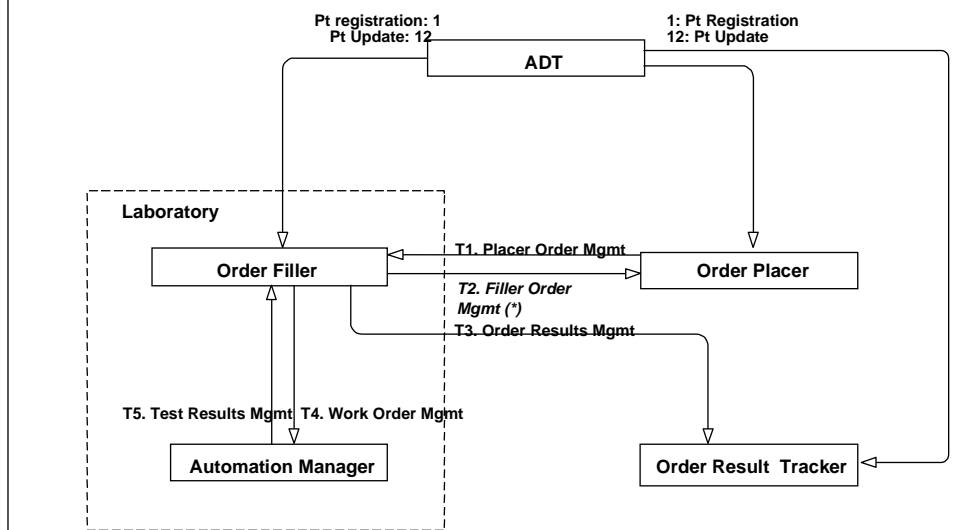 Pt registration: 1
Pt Update: 12
1: Pt Registration
12: Pt Update
ADT
Laboratory
Order Filler
T1. Placer Order Mgmt
Order Placer
T2. Filler Order
Mgmt (*)
T3. Order Results Mgmt
T5. Test Results Mgmt
T4. Work Order Mgmt
Automation Manager
Order Result Tracker